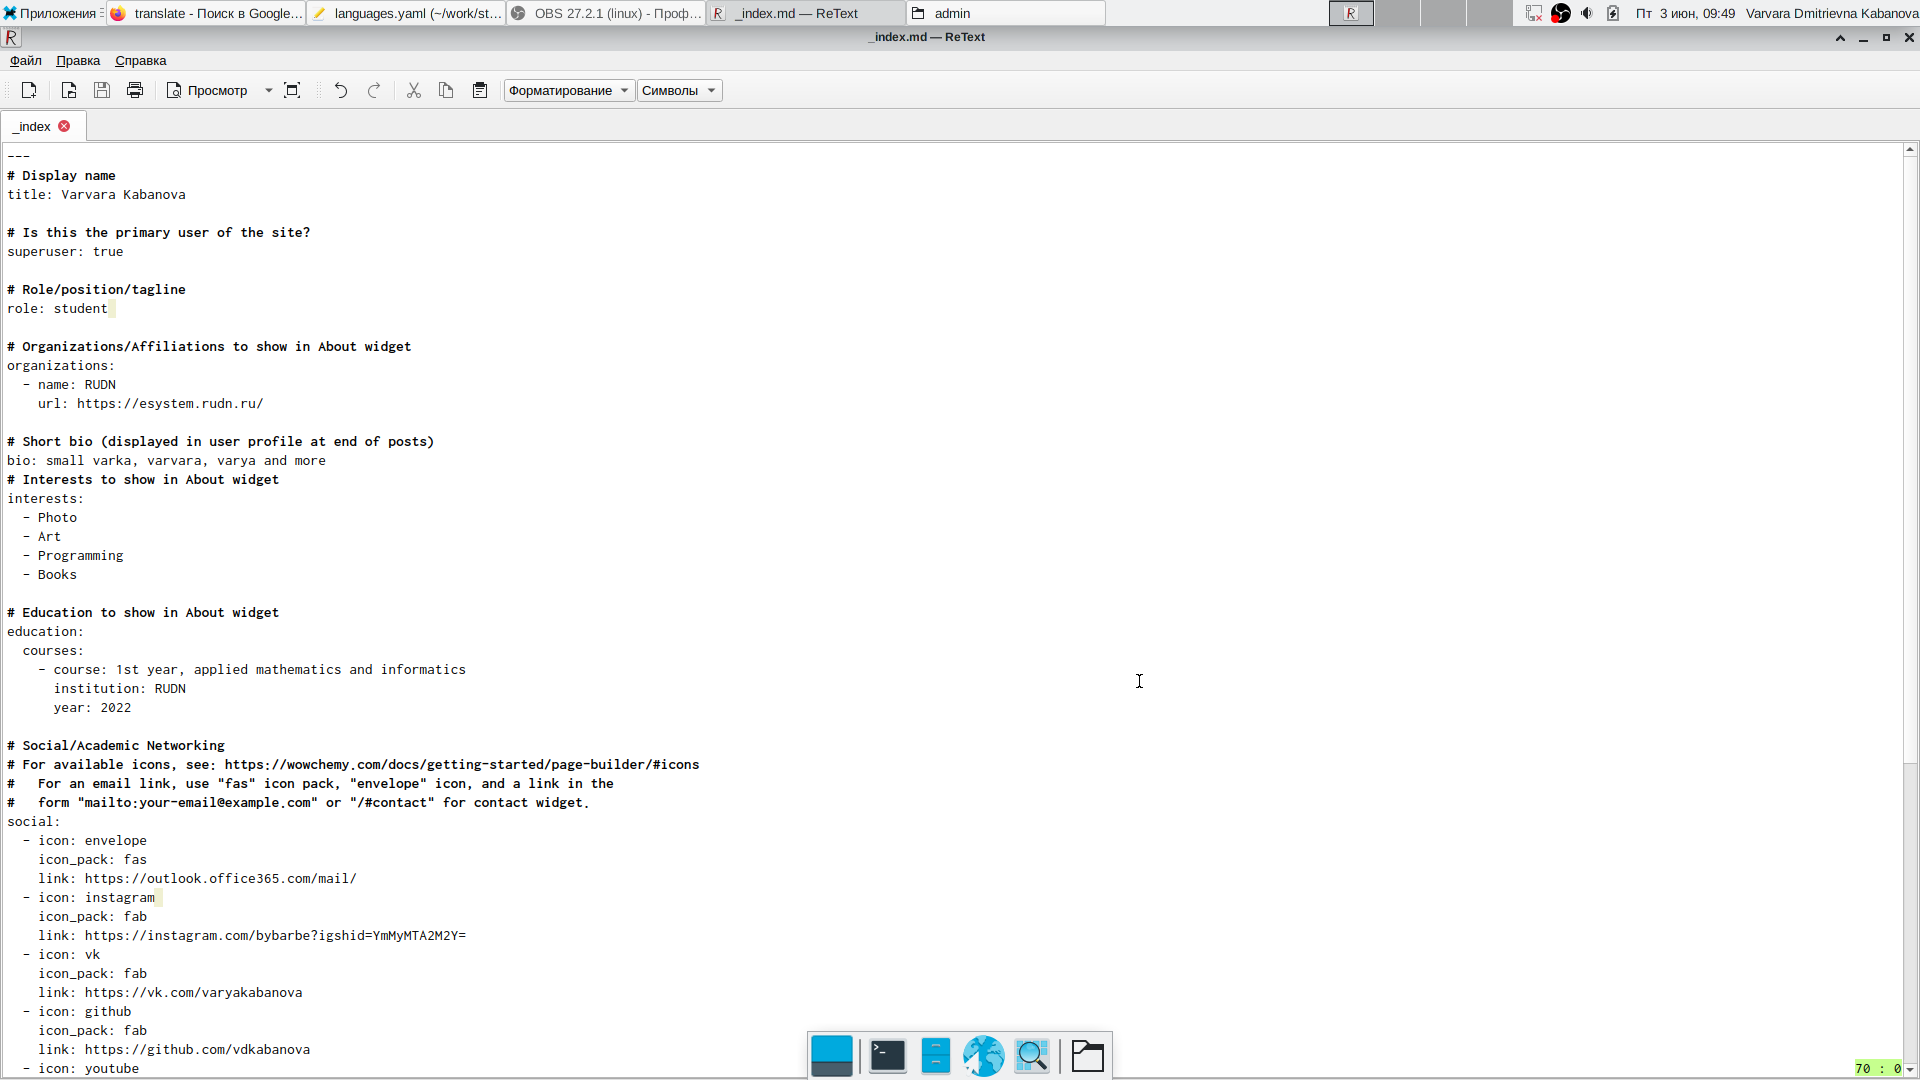 Приложения
translate - Поиск в Google...
languages.yaml (~/work/st...
OBS 27.2.1 (linux) - Проф...
_index.md — ReText
admin
Пт 3 июн, 09:49
Varvara Dmitrievna Kabanova
_index.md — ReText
Файл Правка Справка
Просмотр
Форматирование
Символы
_index
---
# Display name
title: Varvara Kabanova
# Is this the primary user of the site?
superuser: true
# Role/position/tagline
role: student
# Organizations/Affiliations to show in About widget
organizations:
- name: RUDN
url: https://esystem.rudn.ru/
# Short bio (displayed in user profile at end of posts)
bio: small varka, varvara, varya and more
# Interests to show in About widget
interests:
- Photo
- Art
- Programming
- Books
# Education to show in About widget
education:
courses:
- course: 1st year, applied mathematics and informatics
institution: RUDN
year: 2022
# Social/Academic Networking
# For available icons, see: https://wowchemy.com/docs/getting-started/page-builder/#icons
#   For an email link, use "fas" icon pack, "envelope" icon, and a link in the
#   form "mailto:your-email@example.com" or "/#contact" for contact widget.
social:
- icon: envelope
icon_pack: fas
link: https://outlook.office365.com/mail/
- icon: instagram
icon_pack: fab
link: https://instagram.com/bybarbe?igshid=YmMyMTA2M2Y=
- icon: vk
icon_pack: fab
link: https://vk.com/varyakabanova
- icon: github
icon_pack: fab
link: https://github.com/vdkabanova
- icon: youtube
70 : 0